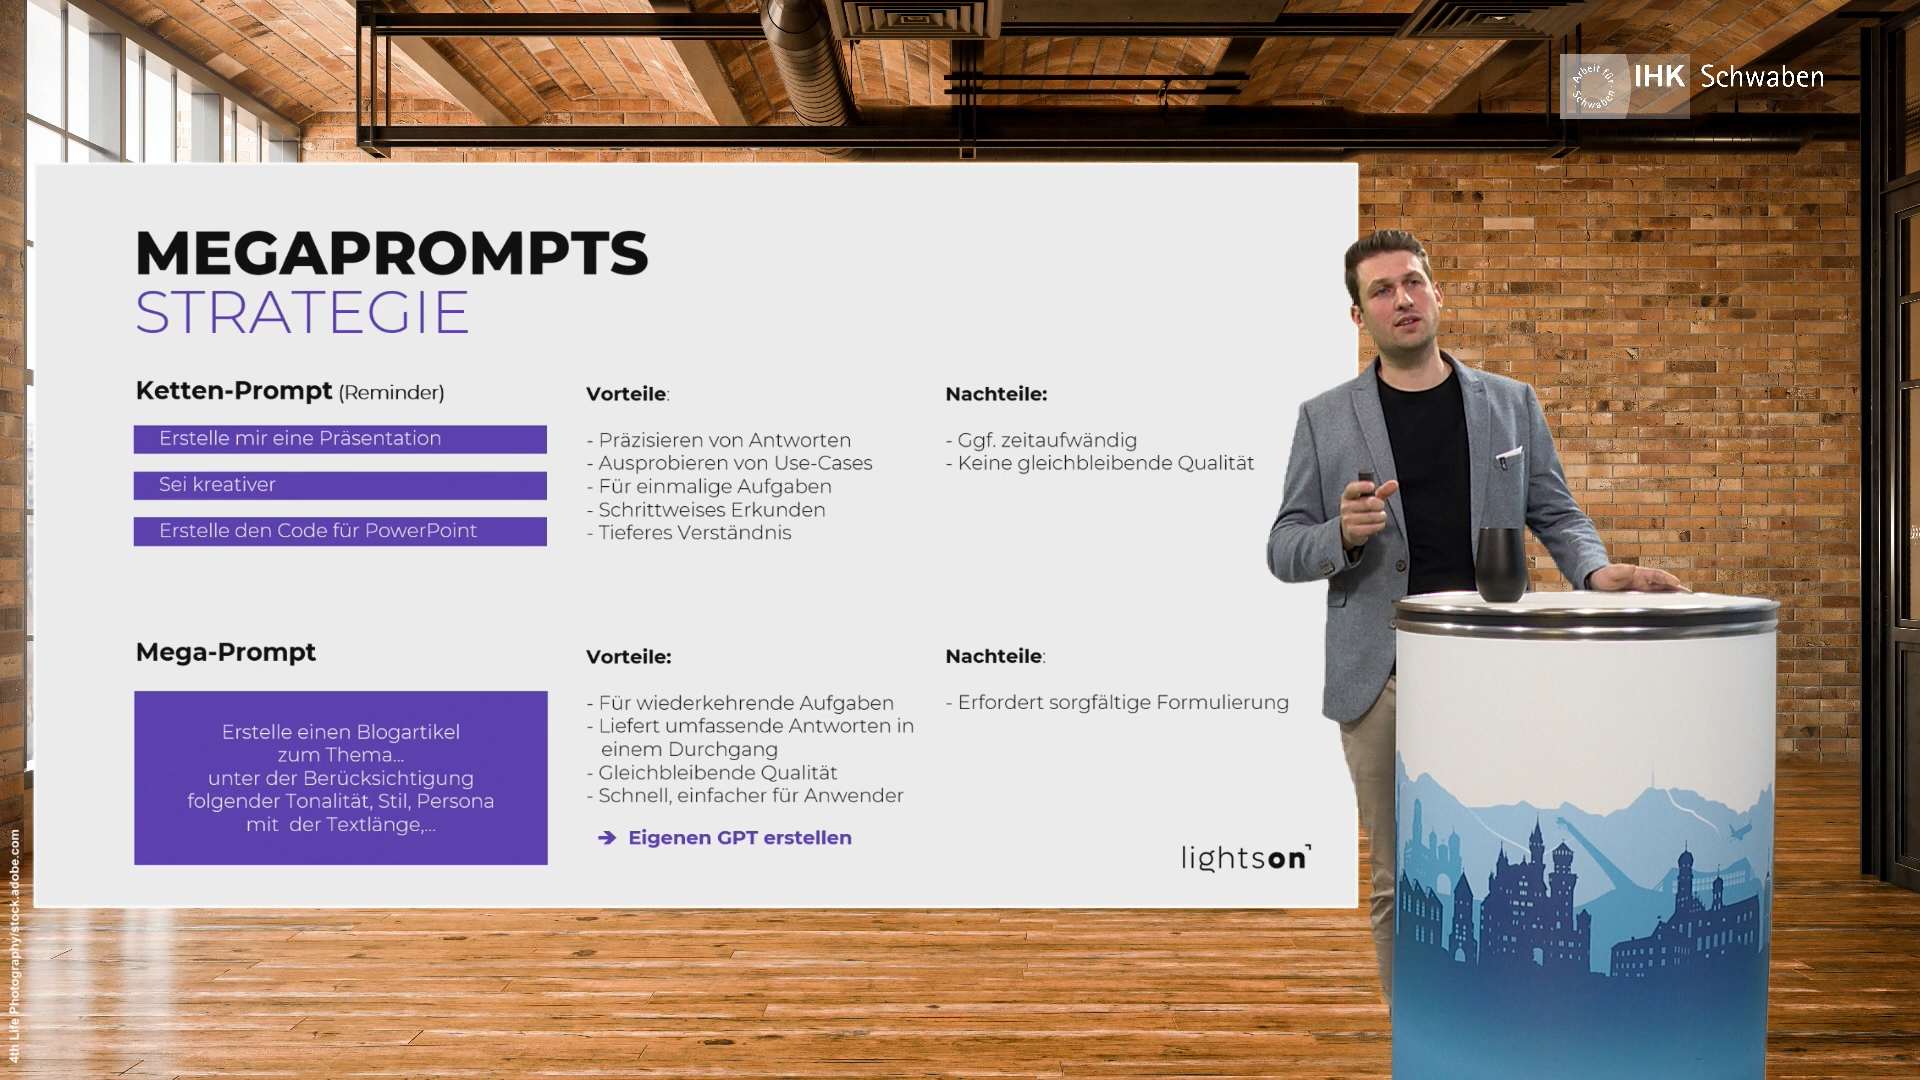 Arbeit für Schwaben
IHK Schwaben
MEGAPROMPTS
STRATEGIE
Ketten-Prompt (Reminder)
Erstelle mir eine Präsentation
Sei kreativer
Erstelle den Code für PowerPoint
Vorteile:
- Präzisieren von Antworten
- Ausprobieren von Use-Cases
- Für einmalige Aufgaben
- Schrittweises Erkunden
- Tieferes Verständnis
Nachteile:
- Ggf. zeitaufwändig
- Keine gleichbleibende Qualität
Mega-Prompt
Erstelle einen Blogartikel
zum Thema...
unter der Berücksichtigung
folgender Tonalität, Stil, Persona
mit der Textlänge,...
Vorteile:
- Für wiederkehrende Aufgaben
- Liefert umfassende Antworten in
einem Durchgang
- Gleichbleibende Qualität
- Schnell, einfacher für Anwender
→ Eigenen GPT erstellen
Nachteile:
- Erfordert sorgfältige Formulierung
lightson
4th Life Photography/stock.adobe.com